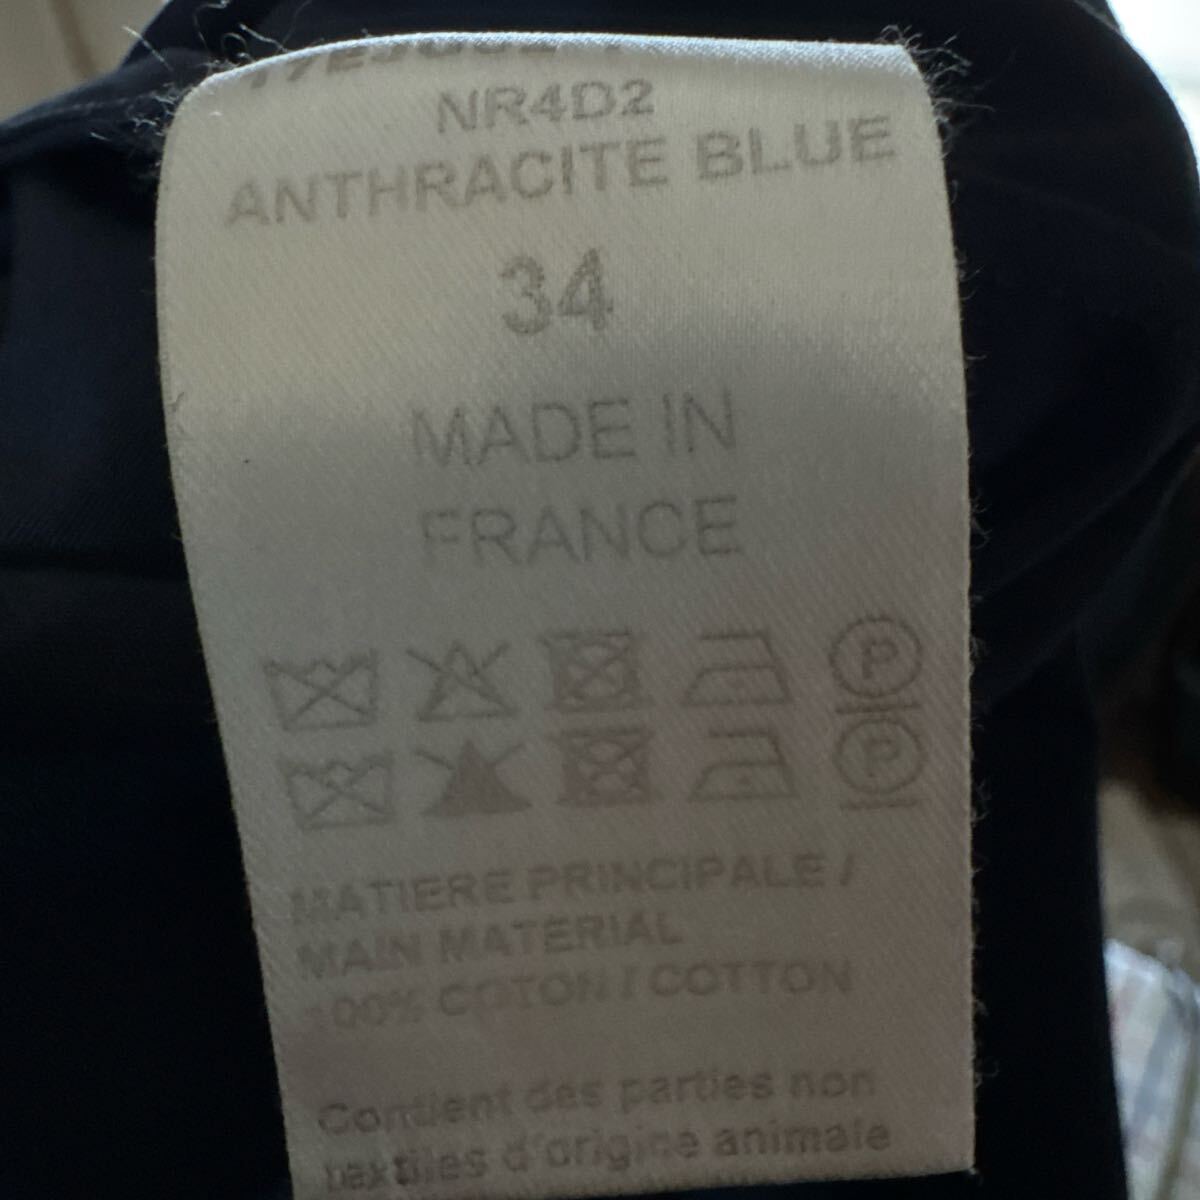 NR4D2
ANTHRACITE BLUE
34
MADE IN
FRANCE
P
P
MATIERE PRINCIPALE /
MAIN MATERIAL
100% COTON / COTTON
Contient des parties non
textiles d'origine animale